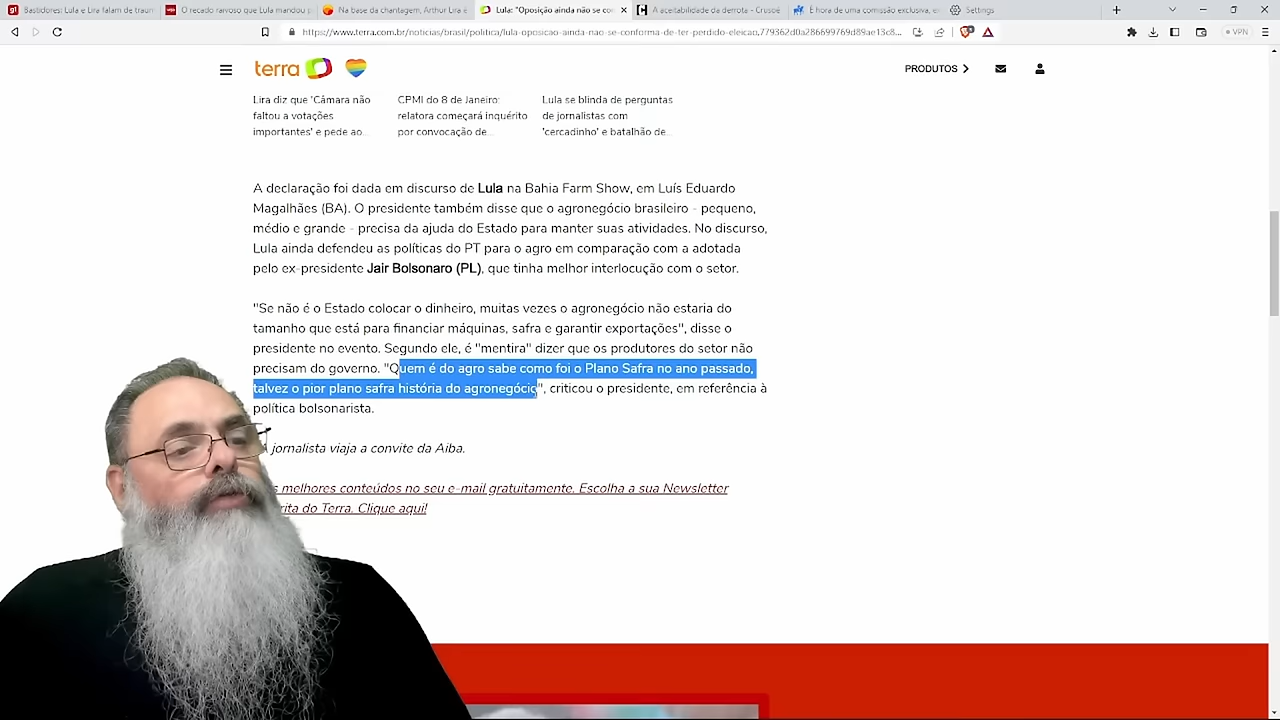 Bastidores: Lula e Lira falam de traum
O recado raivoso que Lula mandou p
Na base da chantagem, Arthur Lira é
Lula: "Oposição ainda não se co
A aceitabilidade da derrota - Crusoé
É hora de uma comissão exclusiva, e
Settings
https://www.terra.com.br/noticias/brasil/politica/lula-oposicao-ainda-nao-se-conforma-de-ter-perdido-eleicao,779362d0a286699769d89ae13c8...
VPN
terra
PRODUTOS
Lira diz que 'Câmara não
faltou a votações
importantes' e pede ao...
CPMI do 8 de Janeiro:
relatora começará inquérito
por convocação de...
Lula se blinda de perguntas
de jornalistas com
'cercadinho' e batalhão de...
A declaração foi dada em discurso de Lula na Bahia Farm Show, em Luís Eduardo
Magalhães (BA). O presidente também disse que o agronegócio brasileiro - pequeno,
médio e grande - precisa da ajuda do Estado para manter suas atividades. No discurso,
Lula ainda defendeu as políticas do PT para o agro em comparação com a adotada
pelo ex-presidente Jair Bolsonaro (PL), que tinha melhor interlocução com o setor.
"Se não é o Estado colocar o dinheiro, muitas vezes o agronegócio não estaria do
tamanho que está para financiar máquinas, safra e garantir exportações", disse o
presidente no evento. Segundo ele, é "mentira" dizer que os produtores do setor não
precisam do governo. "Quem é do agro sabe como foi o Plano Safra no ano passado,
talvez o pior plano safra história do agronegócio", criticou o presidente, em referência à
política bolsonarista.
A jornalista viaja a convite da Aiba.
s melhores conteúdos no seu e-mail gratuitamente. Escolha a sua Newsletter
rita do Terra. Clique aqui!